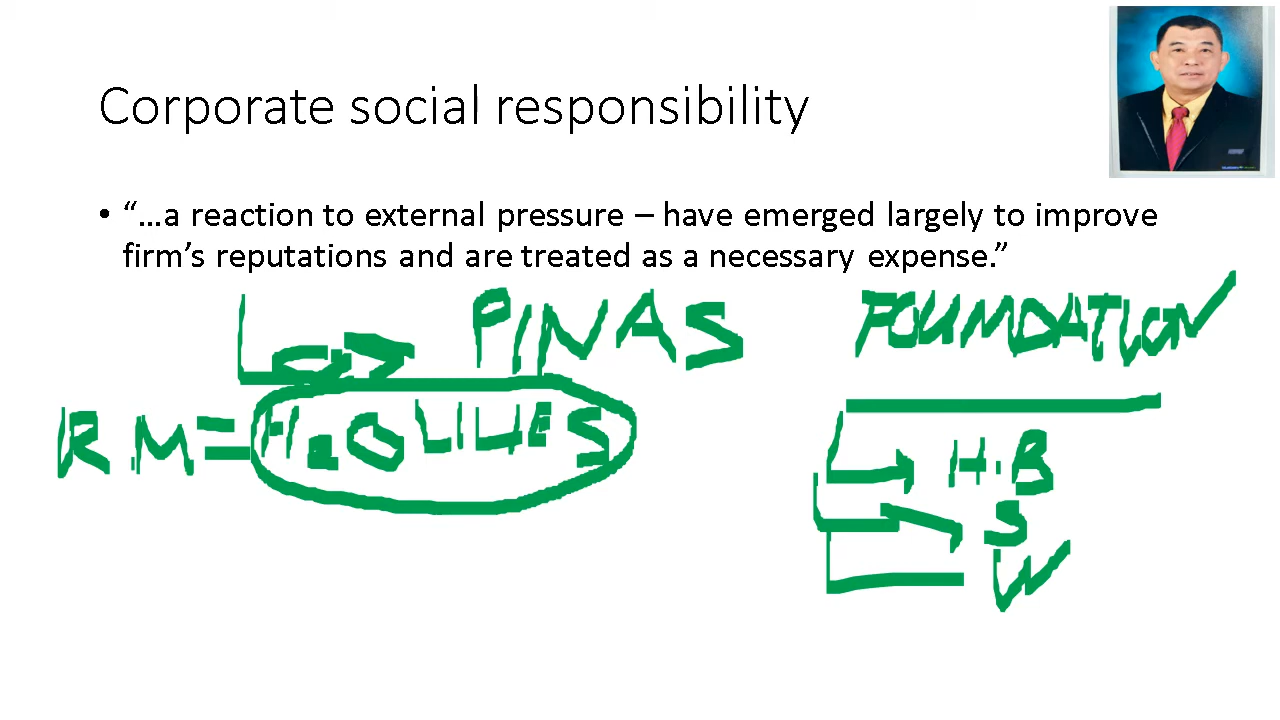 Corporate social responsibility
• “…a reaction to external pressure – have emerged largely to improve
firm’s reputations and are treated as a necessary expense.”
PINAS
FOUNDATION
RM=
H.B
S
W